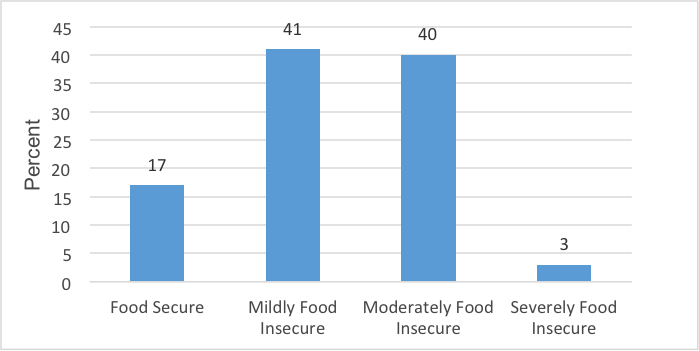 45
40
35
30
25
20
15
10
5
0
Percent
17
41
40
3
Food Secure
Mildly Food
Insecure
Moderately Food
Insecure
Severely Food
Insecure